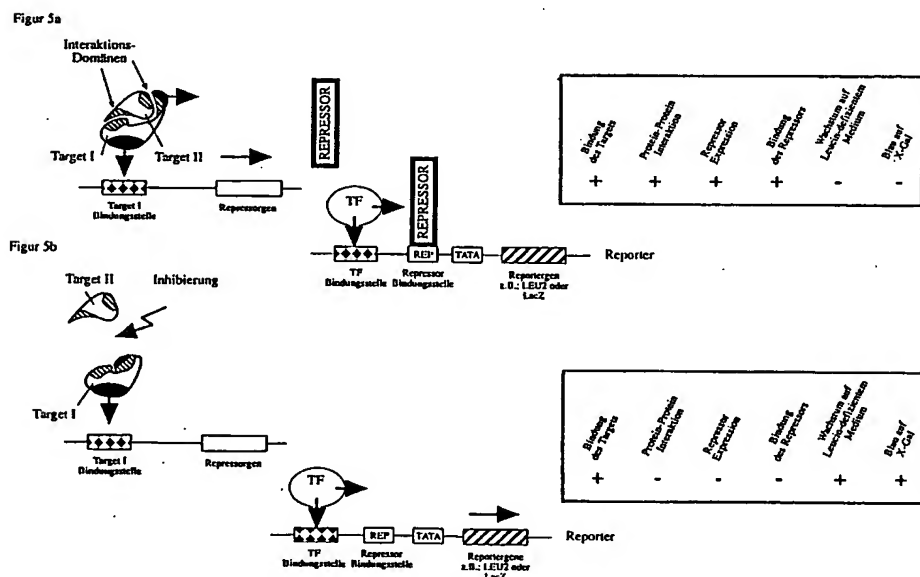 Figur 5a
Interaktions-
Domänen
Target I
Target II
Target I
Bindungsstelle
Repressorgen
REPRESSOR
REPRESSOR
TF
REP
TATA
Reporter
TF
Bindungsstelle
Repressor
Bindungsstelle
Reportergen
z.B.: LEU2 oder
LacZ
Bindung
des Targets
Protein-Protein
Interaktion
Repressor
Expression
Bindung
des Repressors
Wachstum auf
Leucin-defizientem
Medium
Blau auf
X-Gal
+ + + + - -
Figur 5b
Target II
Inhibierung
Target I
Target I
Bindungsstelle
Repressorgen
TF
REP
TATA
Reporter
TF
Bindungsstelle
Repressor
Bindungsstelle
Reportergene
z.B.: LEU2 oder
LacZ
Bindung
des Targets
Protein-Protein
Interaktion
Repressor
Expression
Bindung
des Repressors
Wachstum auf
Leucin-defizientem
Medium
Blau auf
X-Gal
+ - - - + +